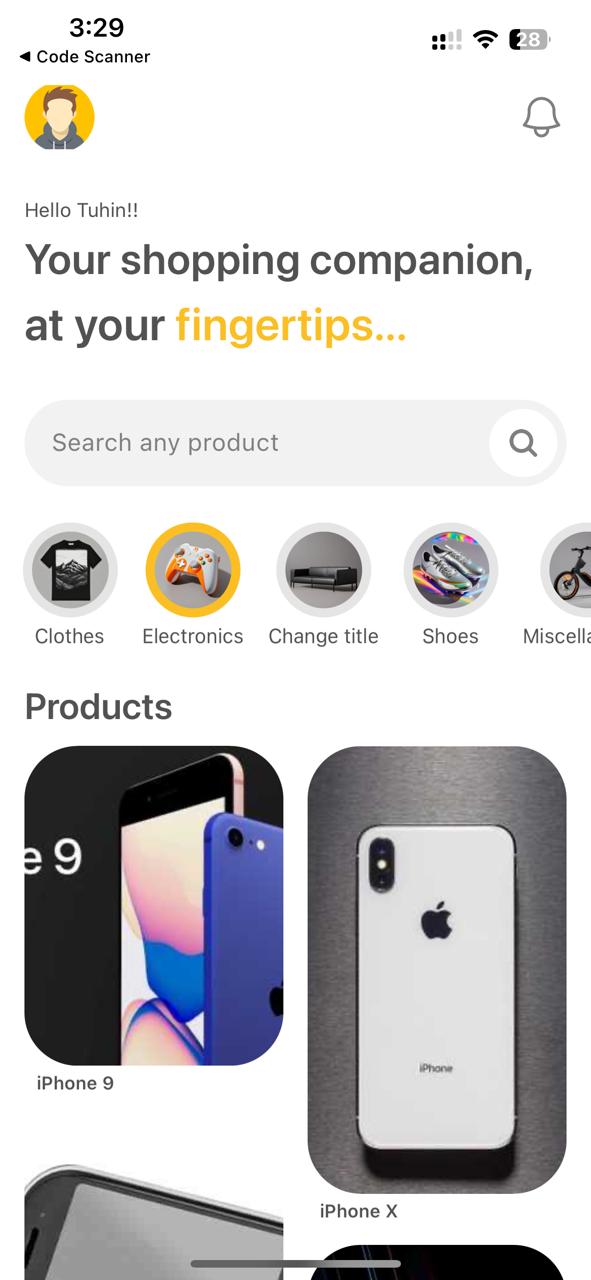 3:29
28
◀ Code Scanner
Hello Tuhin!!
Your shopping companion,
at your fingertips...
Search any product
Clothes
Electronics
Change title
Shoes
Miscella
Products
e 9
iPhone
iPhone 9
iPhone X